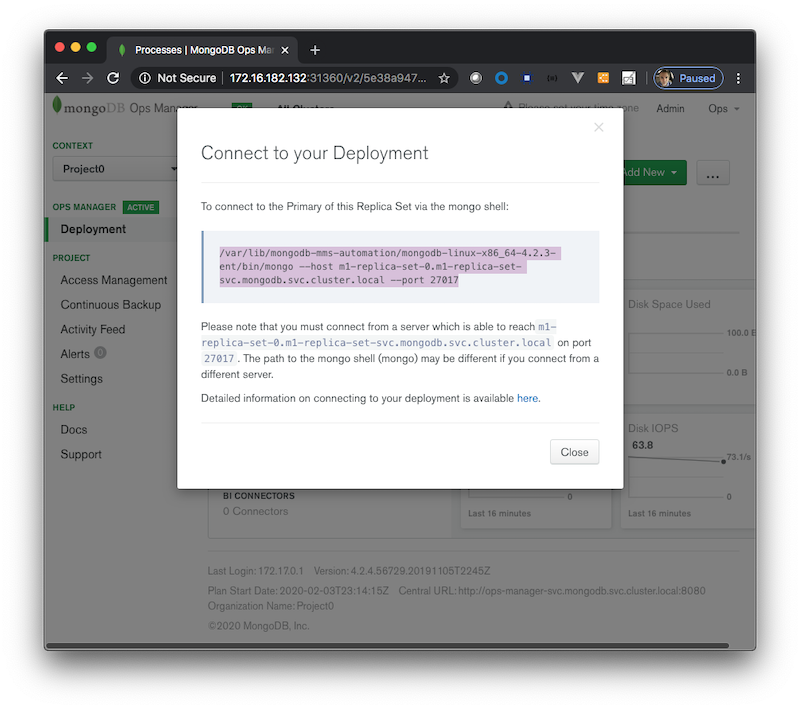 Processes | MongoDB Ops Ma
Not Secure | 172.16.182.132:31360/v2/5e38a947...
Paused
mongoDB Ops Manager
OK
All Clusters
Please set your time zone
Admin
Ops
CONTEXT
Project0
Add New
...
OPS MANAGER ACTIVE
Deployment
PROJECT
Access Management
Continuous Backup
Activity Feed
Alerts 0
Settings
HELP
Docs
Support
Connect to your Deployment
To connect to the Primary of this Replica Set via the mongo shell:
/var/lib/mongodb-mms-automation/mongodb-linux-x86_64-4.2.3-
ent/bin/mongo --host m1-replica-set-0.m1-replica-set-
svc.mongodb.svc.cluster.local --port 27017
Please note that you must connect from a server which is able to reach m1-
replica-set-0.m1-replica-set-svc.mongodb.svc.cluster.local on port
27017. The path to the mongo shell (mongo) may be different if you connect from a
different server.
Detailed information on connecting to your deployment is available here.
Close
Disk Space Used
100.0 B
0.0 B
Disk IOPS
63.8
73.1/s
0
Last 16 minutes
0
Last 16 minutes
BI CONNECTORS
0 Connectors
Last Login: 172.17.0.1 Version: 4.2.4.56729.20191105T2245Z
Plan Start Date: 2020-02-03T23:14:15Z Central URL: http://ops-manager-svc.mongodb.svc.cluster.local:8080
Organization Name: Project0
©2020 MongoDB, Inc.